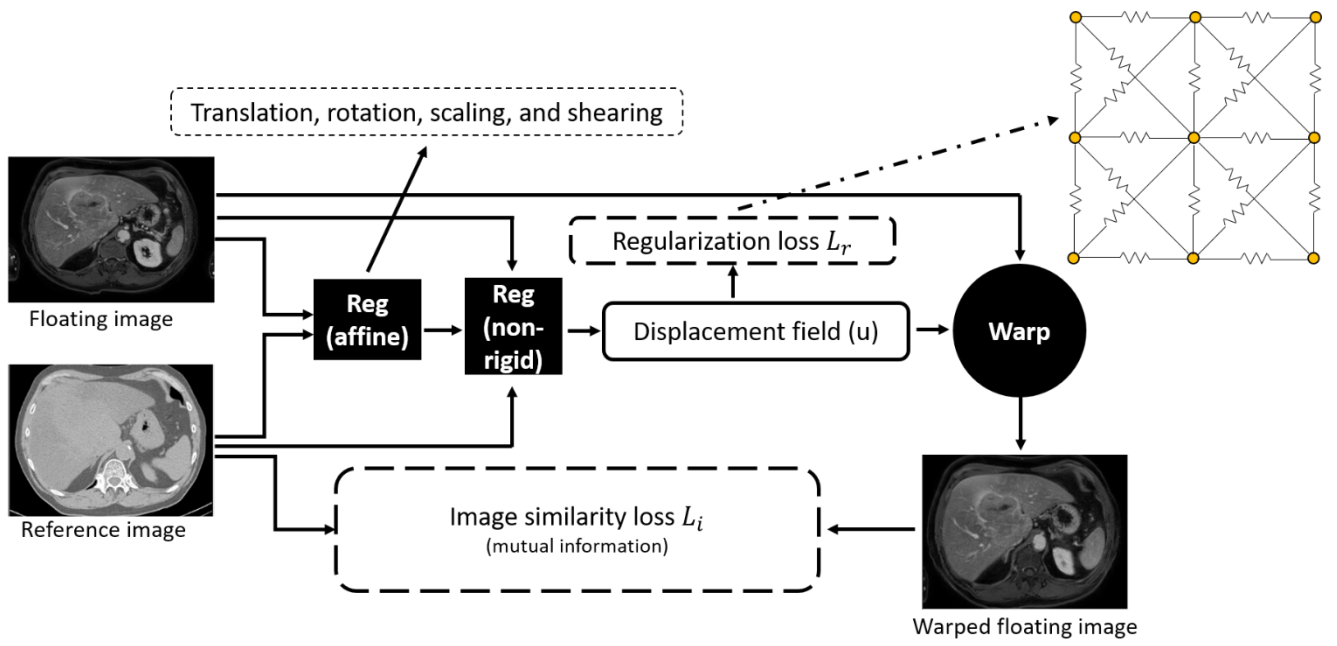 Translation, rotation, scaling, and shearing
Floating image
Reg
(affine)
Reg
(non-
rigid)
Regularization loss L_r
Displacement field (u)
Warp
Reference image
Image similarity loss L_i
(mutual information)
Warped floating image